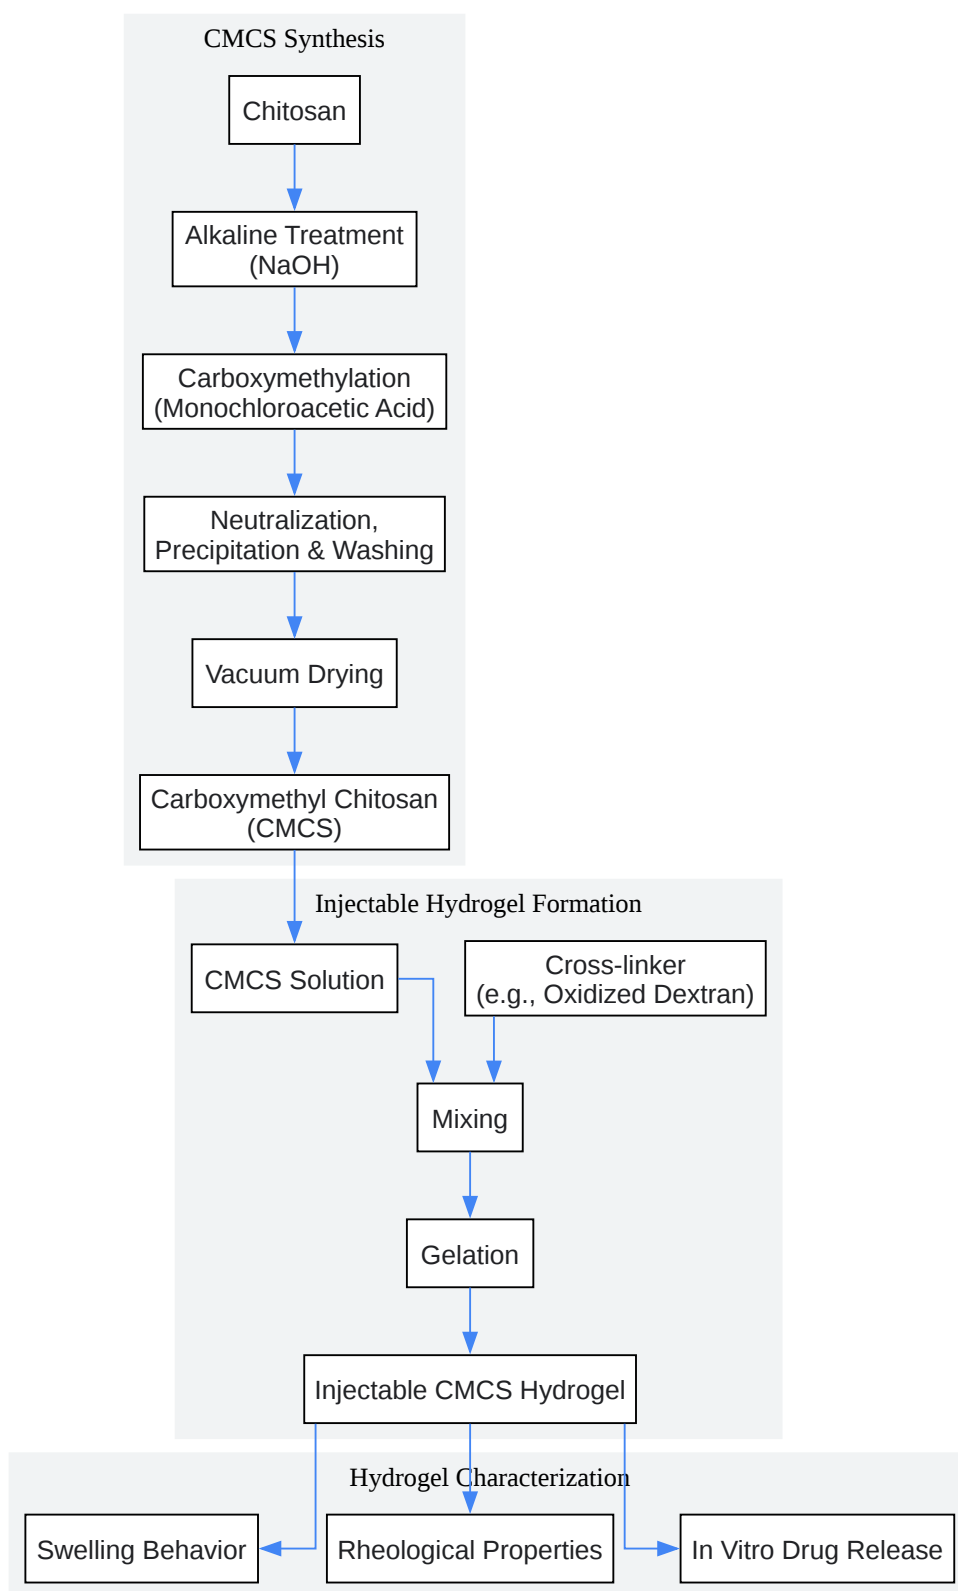 CMCS Synthesis
Chitosan
Alkaline Treatment
(NaOH)
Carboxymethylation
(Monochloroacetic Acid)
Neutralization,
Precipitation & Washing
Vacuum Drying
Carboxymethyl Chitosan
(CMCS)
Injectable Hydrogel Formation
CMCS Solution
Cross-linker
(e.g., Oxidized Dextran)
Mixing
Gelation
Injectable CMCS Hydrogel
Hydrogel Characterization
Swelling Behavior
Rheological Properties
In Vitro Drug Release